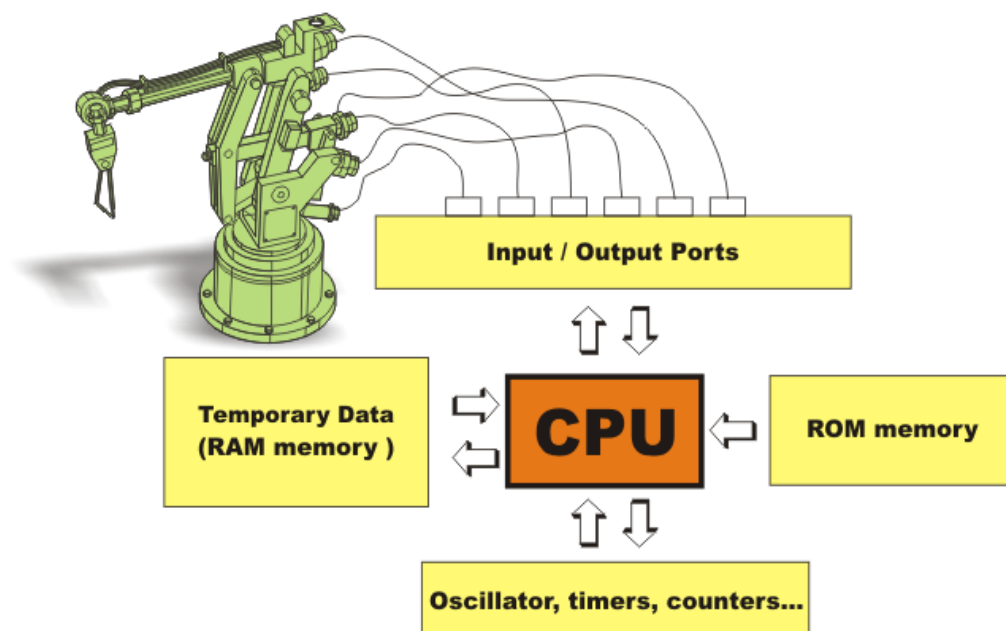 Input / Output Ports
Temporary Data
(RAM memory )
CPU
ROM memory
Oscillator, timers, counters...